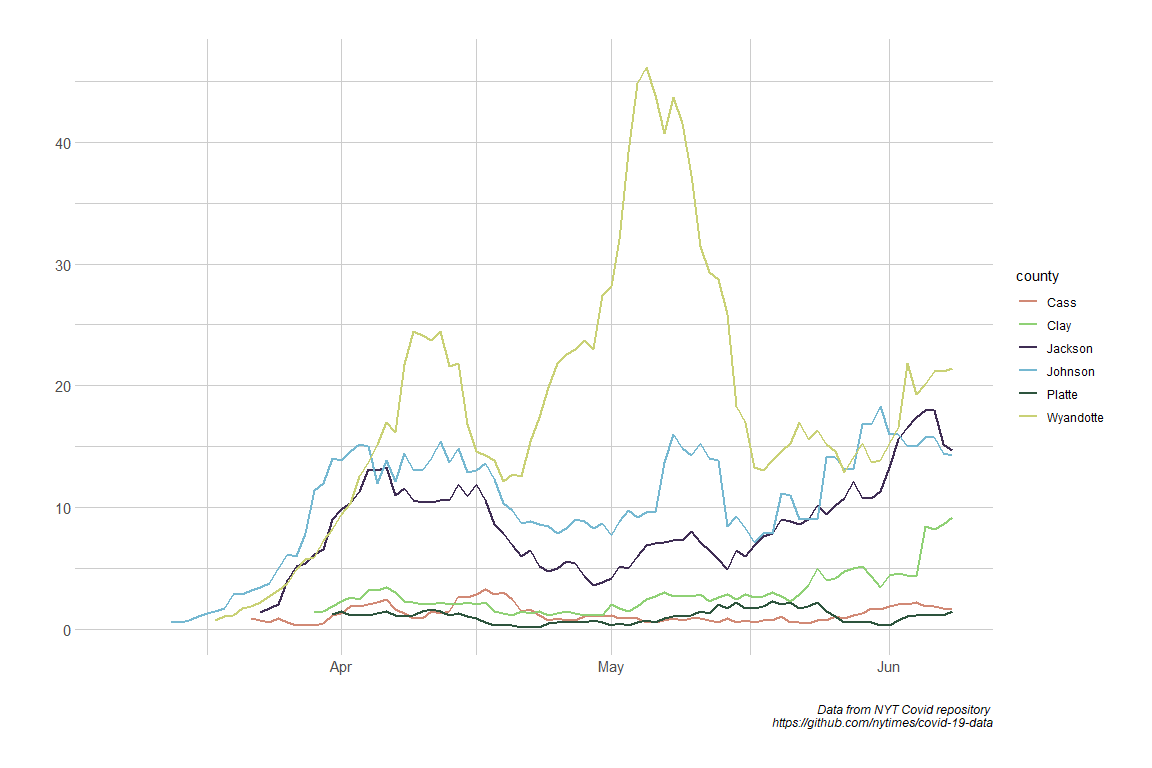 40
30
20
10
0
Apr
May
Jun
county
Cass
Clay
Jackson
Johnson
Platte
Wyandotte
Data from NYT Covid repository
https://github.com/nytimes/covid-19-data